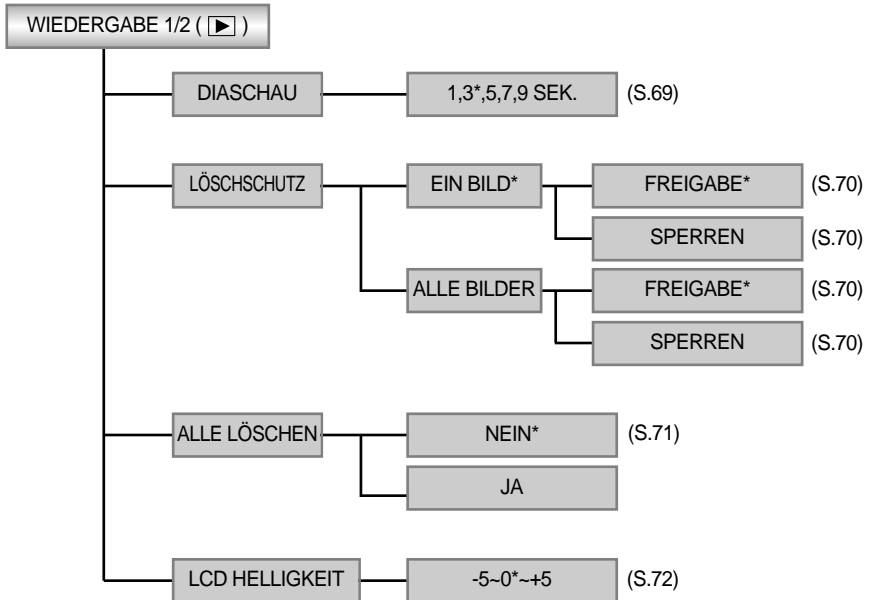 WIEDERGABE 1/2 ( ▶ )
DIASCHAU 1,3*,5,7,9 SEK. (S.69)
LÖSCHSCHUTZ EIN BILD* FREIGABE* (S.70)
SPERREN (S.70)
ALLE BILDER FREIGABE* (S.70)
SPERREN (S.70)
ALLE LÖSCHEN NEIN* (S.71)
JA
LCD HELLIGKEIT -5~0*~+5 (S.72)